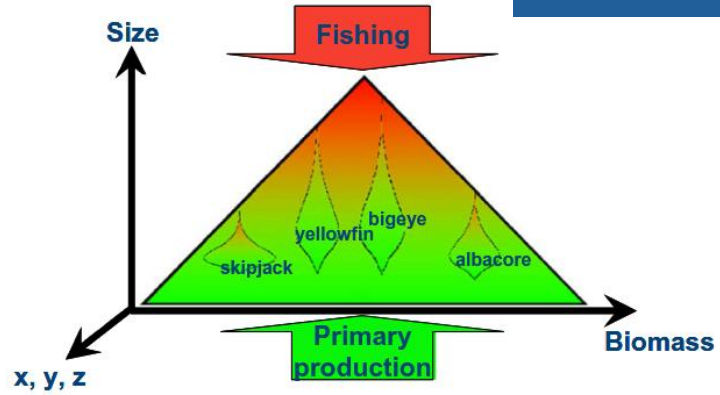 Size
Fishing
bigeye
yellowfin
skipjack
albacore
Primary
production
Biomass
x, y, z